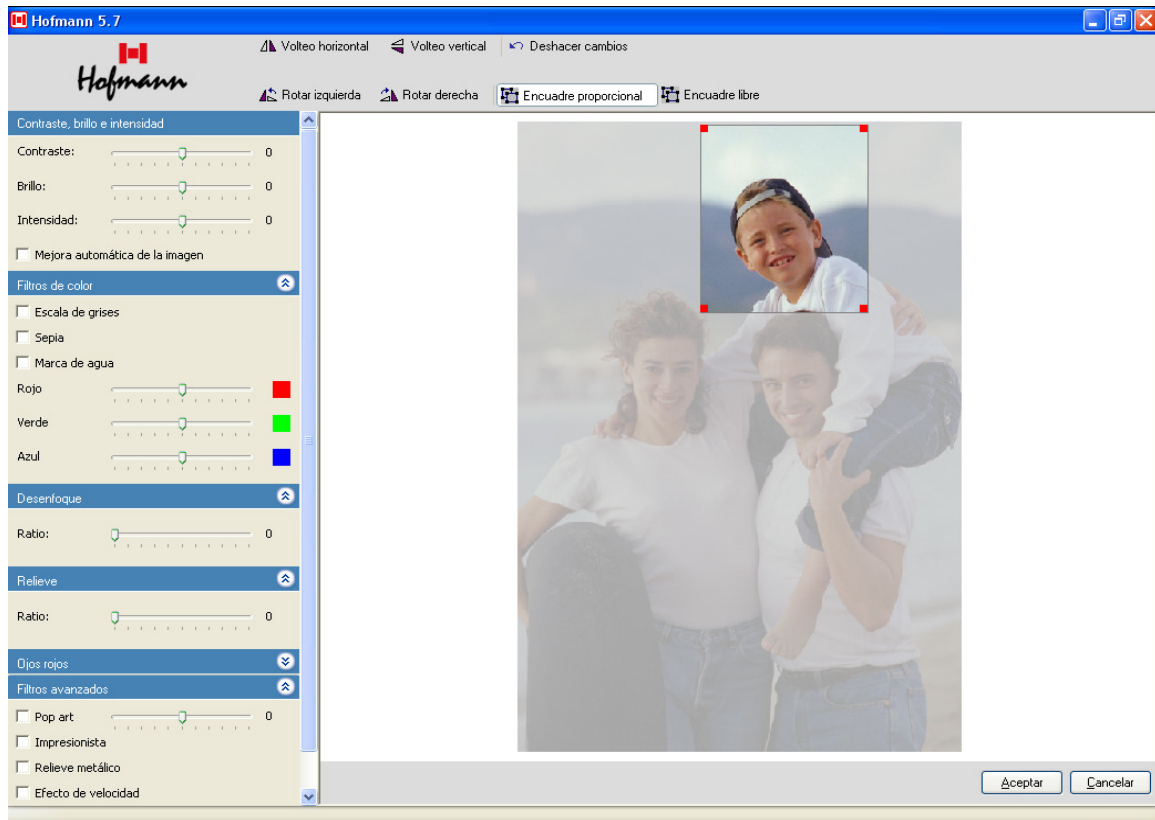 Hofmann 5.7
Hofmann
Volteo horizontal Volteo vertical Deshacer cambios
Rotar izquierda Rotar derecha Encuadre proporcional Encuadre libre
Contraste, brillo e intensidad
Contraste: 0
Brillo: 0
Intensidad: 0
Mejora automática de la imagen
Filtros de color
Escala de grises
Sepia
Marca de agua
Rojo
Verde
Azul
Desenfoque
Ratio: 0
Relieve
Ratio: 0
Ojos rojos
Filtros avanzados
Pop art 0
Impresionista
Relieve metálico
Efecto de velocidad
Aceptar Cancelar